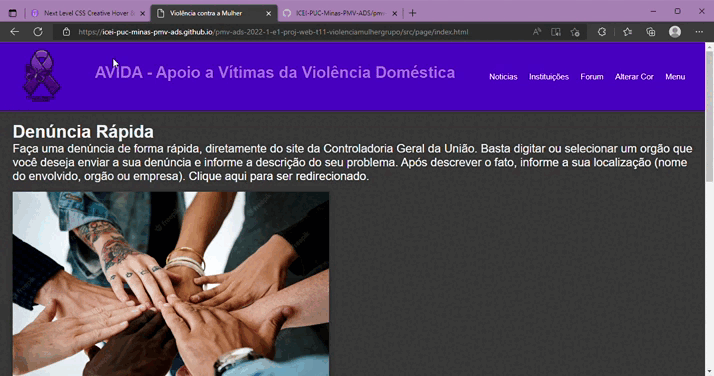 Next Level CSS Creative Hover &
Violência contra a Mulher
ICEI-PUC-Minas-PMV-ADS/pmv
https://icei-puc-minas-pmv-ads.github.io/pmv-ads-2022-1-e1-proj-web-t11-violenciamulhergrupo/src/page/index.html
AVIDA - Apoio a Vítimas da Violência Doméstica
Noticias Instituições Forum Alterar Cor Menu
Denúncia Rápida
Faça uma denúncia de forma rápida, diretamente do site da Controladoria Geral da União. Basta digitar ou selecionar um orgão que
você deseja enviar a sua denúncia e informe a descrição do seu problema. Após descrever o fato, informe a sua localização (nome
do envolvido, orgão ou empresa). Clique aqui para ser redirecionado.